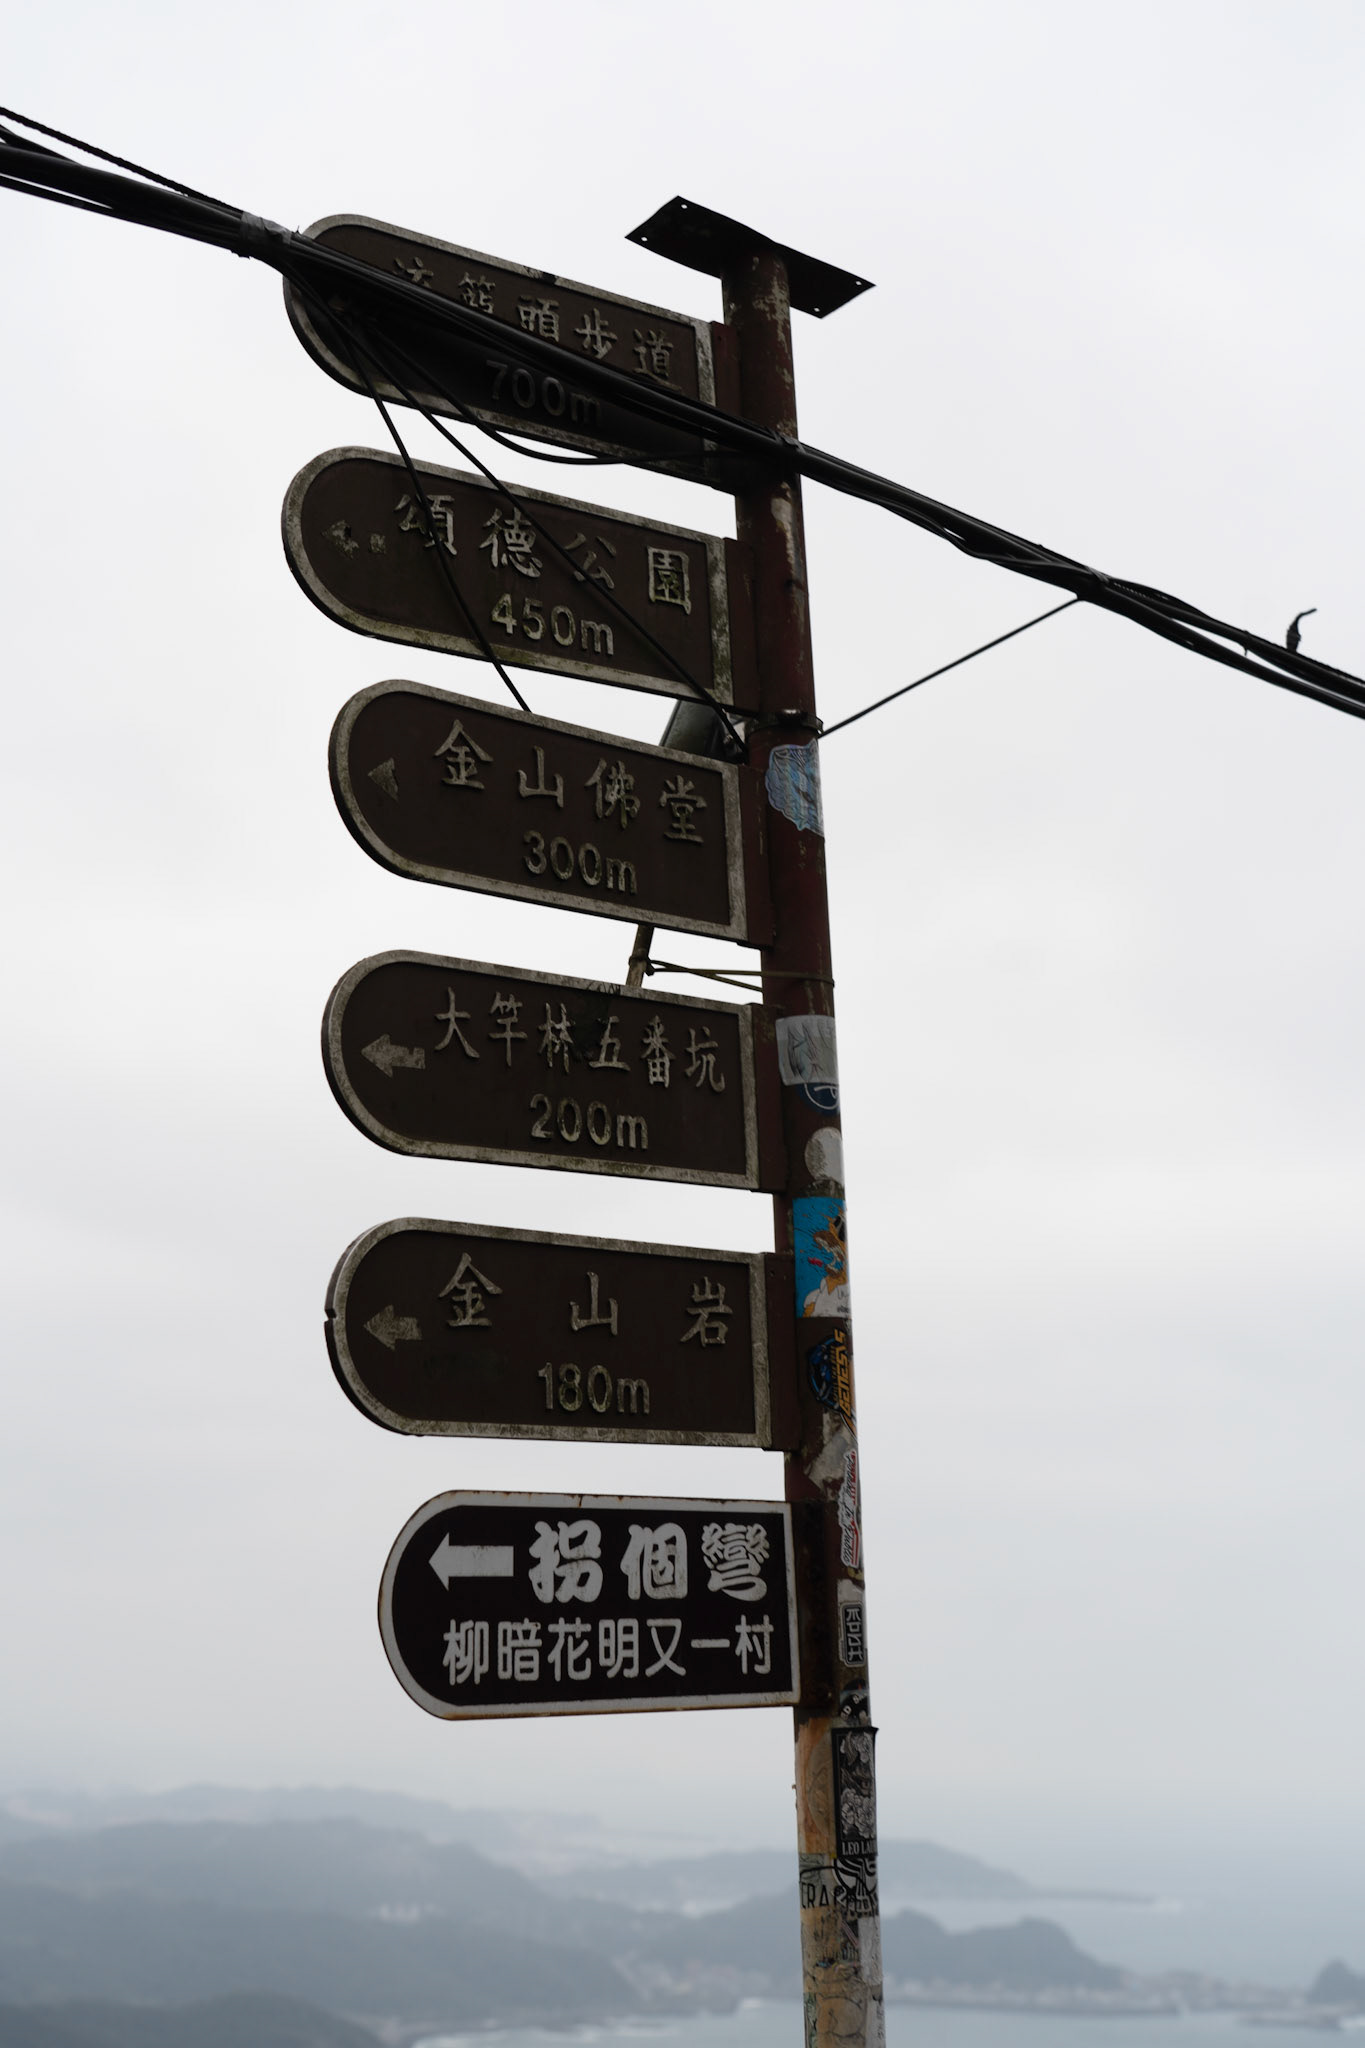 頭步道
700m
頌德公園
450m
金山佛堂
300m
大竿林五番坑
200m
金山岩
180m
拐個彎
柳暗花明又一村